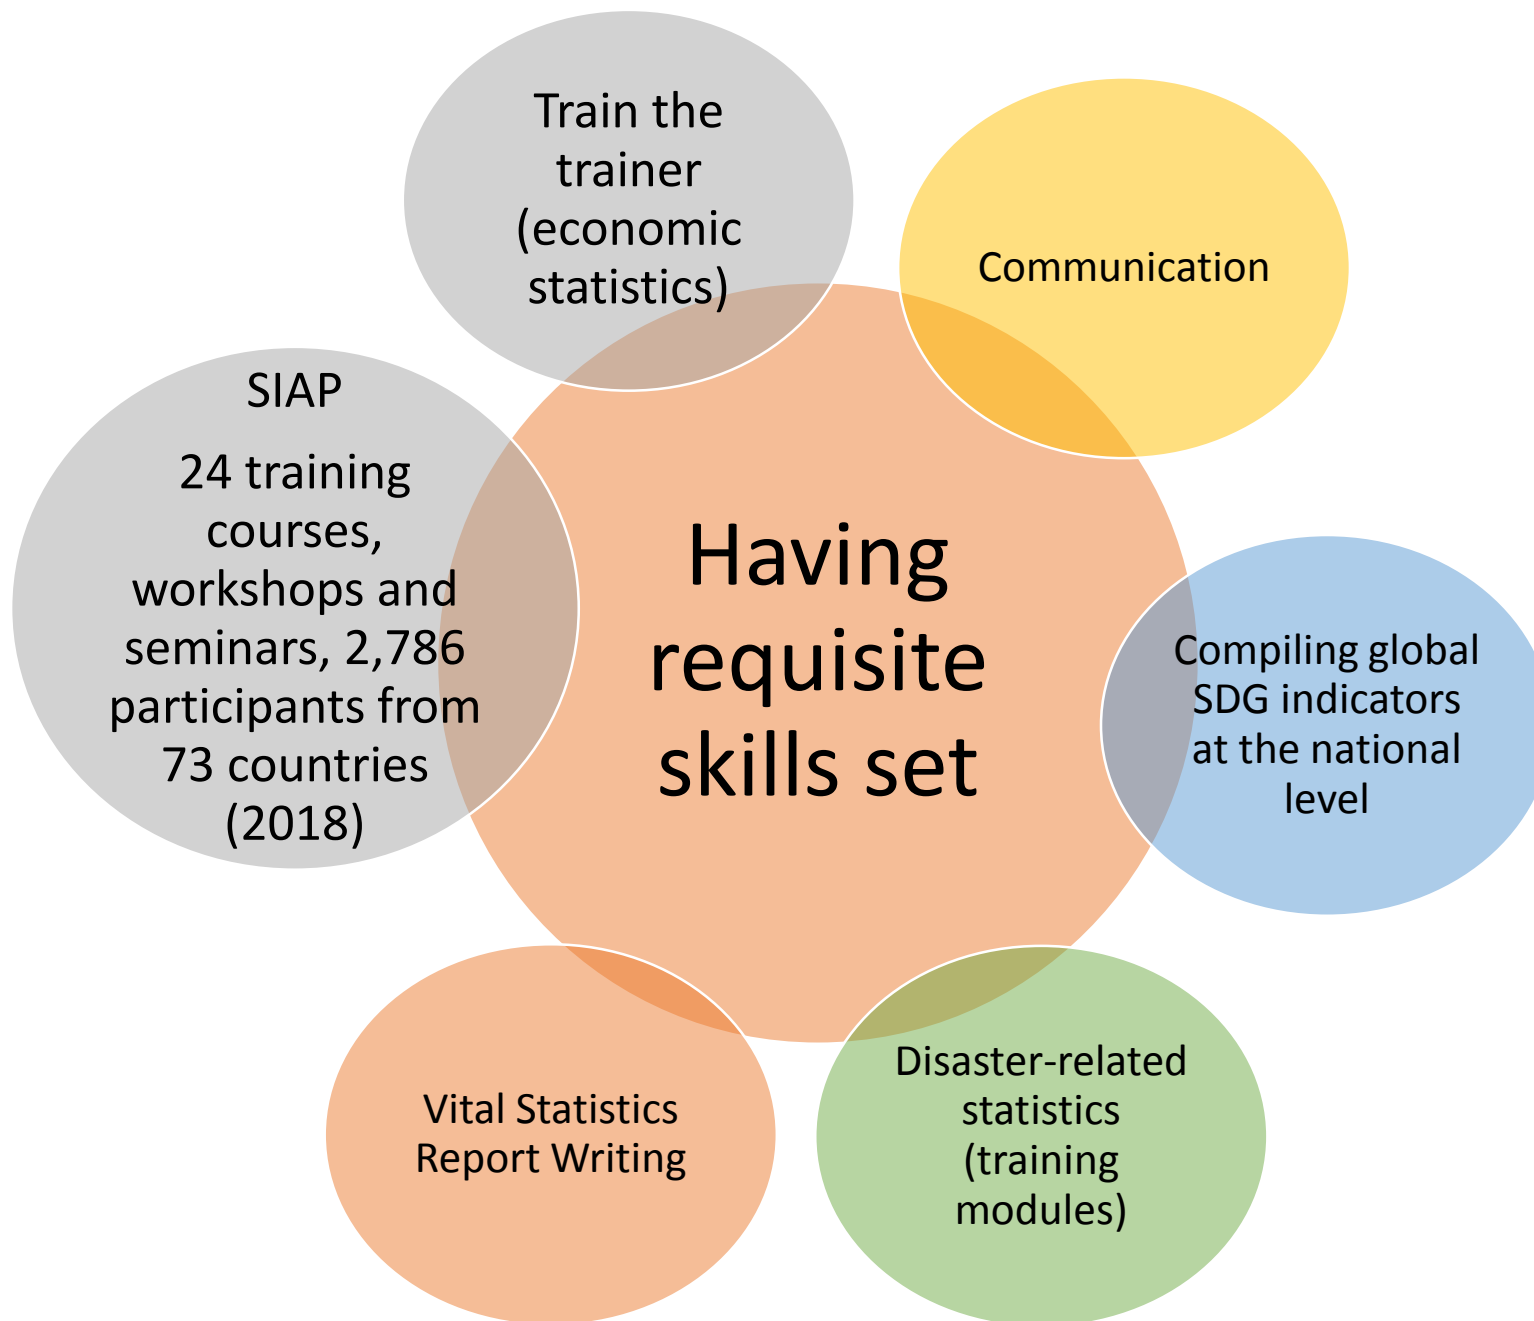 Train the
trainer
(economic
statistics)
Communication
SIAP
24 training
courses,
workshops and
seminars, 2,786
participants from
73 countries
(2018)
Having
requisite
skills set
Compiling global
SDG indicators
at the national
level
Disaster-related
statistics
(training
modules)
Vital Statistics
Report Writing